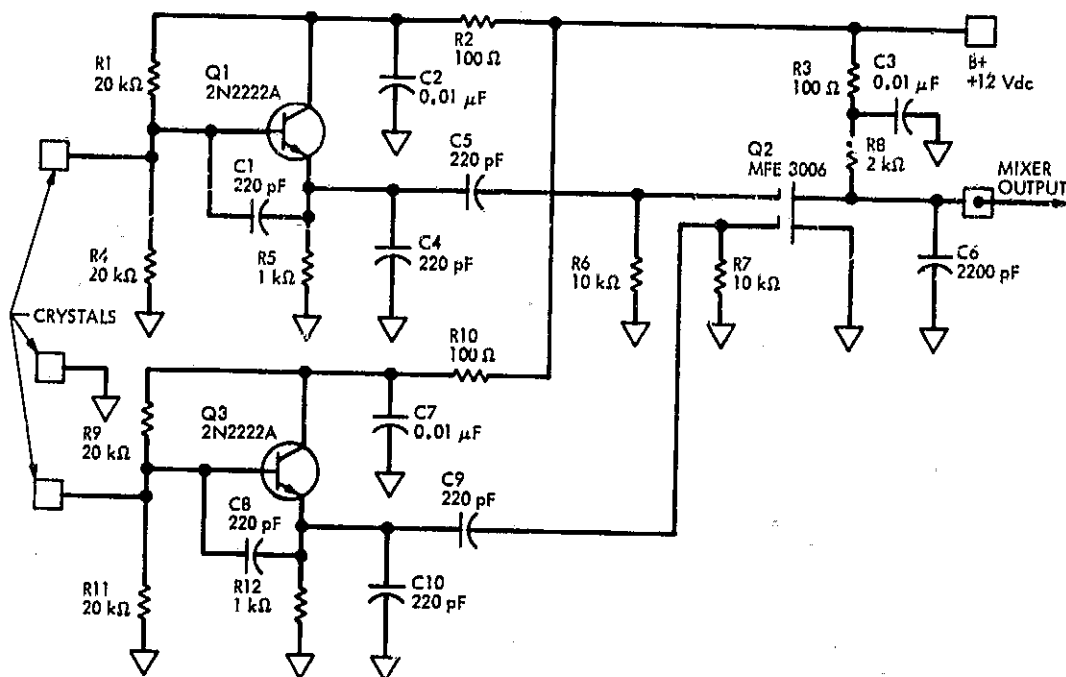 R1
20 kΩ
Q1
2N2222A
R2
100 Ω
C2
0.01 µF
R3
100 Ω
C3
0.01 µF
B+
+12 Vdc
C1
220 pF
C5
220 pF
Q2
MFE 3006
R8
2 kΩ
MIXER
OUTPUT
R4
20 kΩ
R5
1 kΩ
C4
220 pF
R6
10 kΩ
R7
10 kΩ
C6
2200 pF
CRYSTALS
R10
100 Ω
R9
20 kΩ
Q3
2N2222A
C7
0.01 µF
C8
220 pF
C9
220 pF
R11
20 kΩ
R12
1 kΩ
C10
220 pF